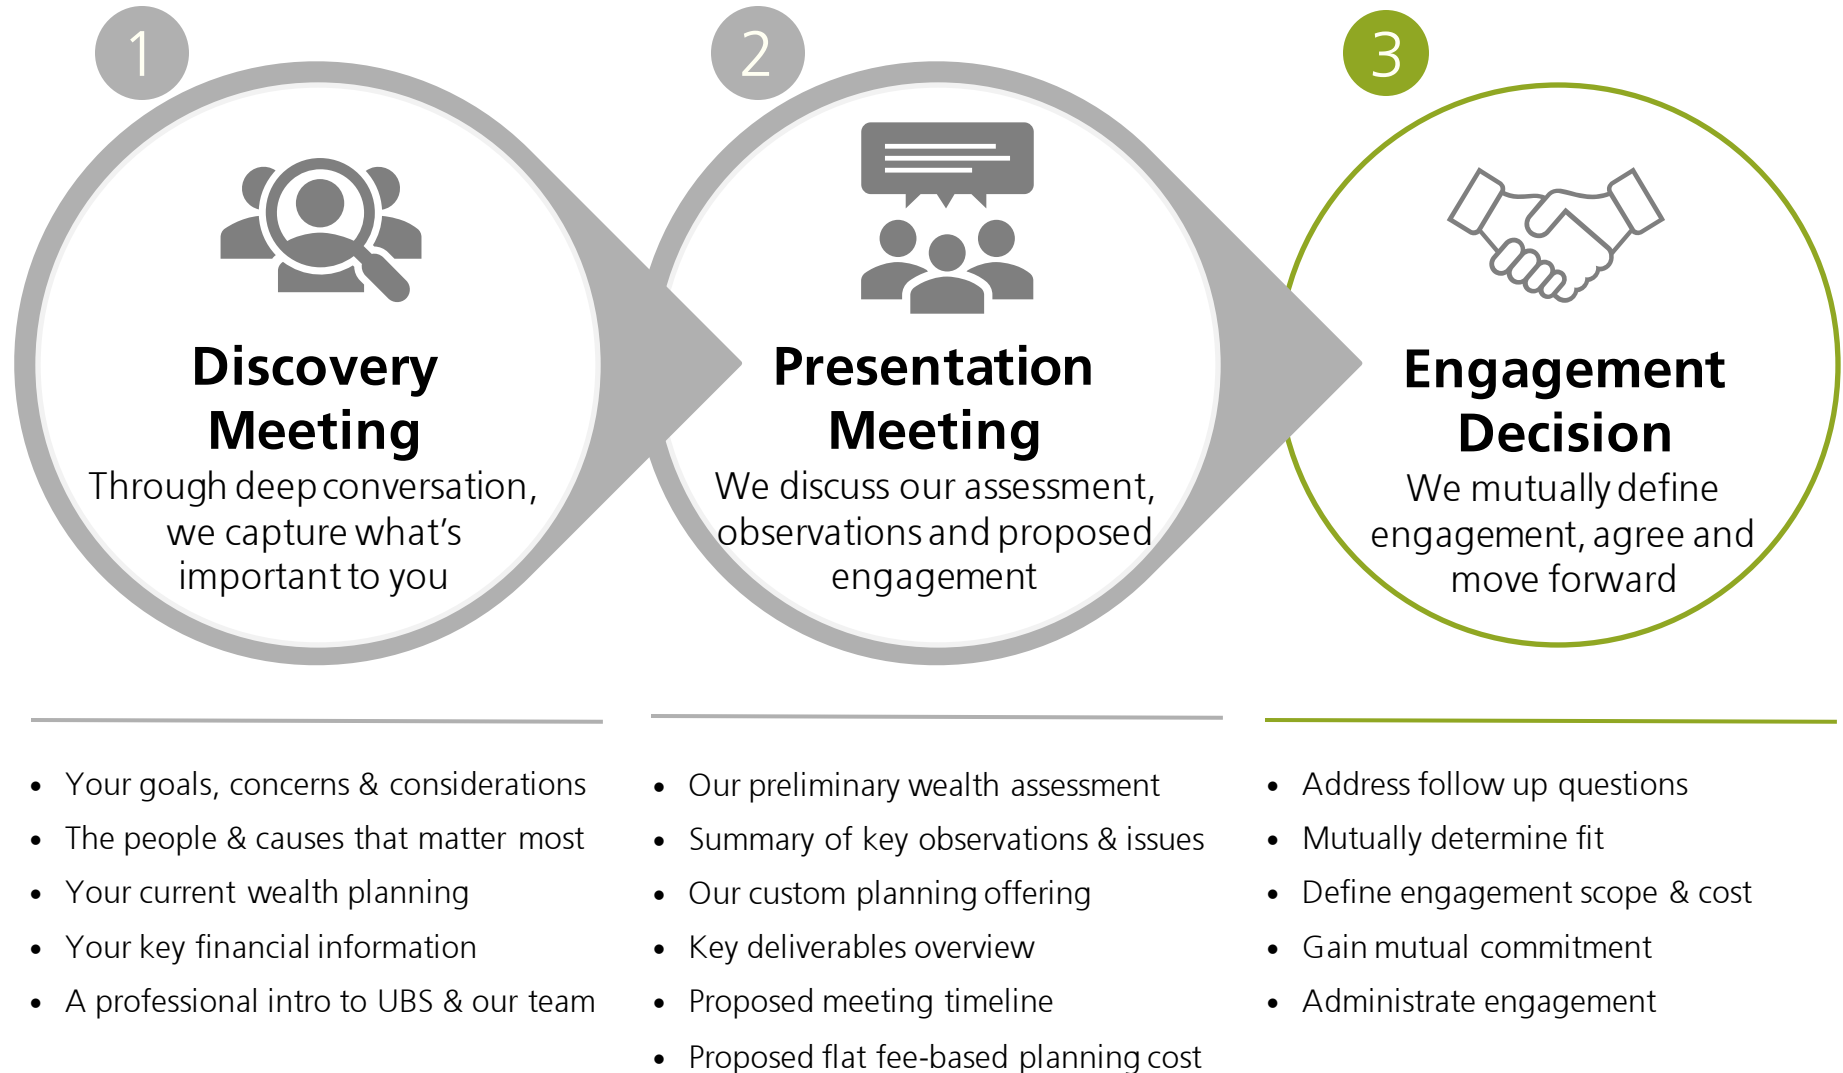 1
Discovery
Meeting
Through deep conversation,
we capture what's
important to you
• Your goals, concerns & considerations
• The people & causes that matter most
• Your current wealth planning
• Your key financial information
• A professional intro to UBS & our team
2
Presentation
Meeting
We discuss our assessment,
observations and proposed
engagement
• Our preliminary wealth assessment
• Summary of key observations & issues
• Our custom planning offering
• Key deliverables overview
• Proposed meeting timeline
• Proposed flat fee-based planning cost
3
Engagement
Decision
We mutually define
engagement, agree and
move forward
• Address follow up questions
• Mutually determine fit
• Define engagement scope & cost
• Gain mutual commitment
• Administrate engagement